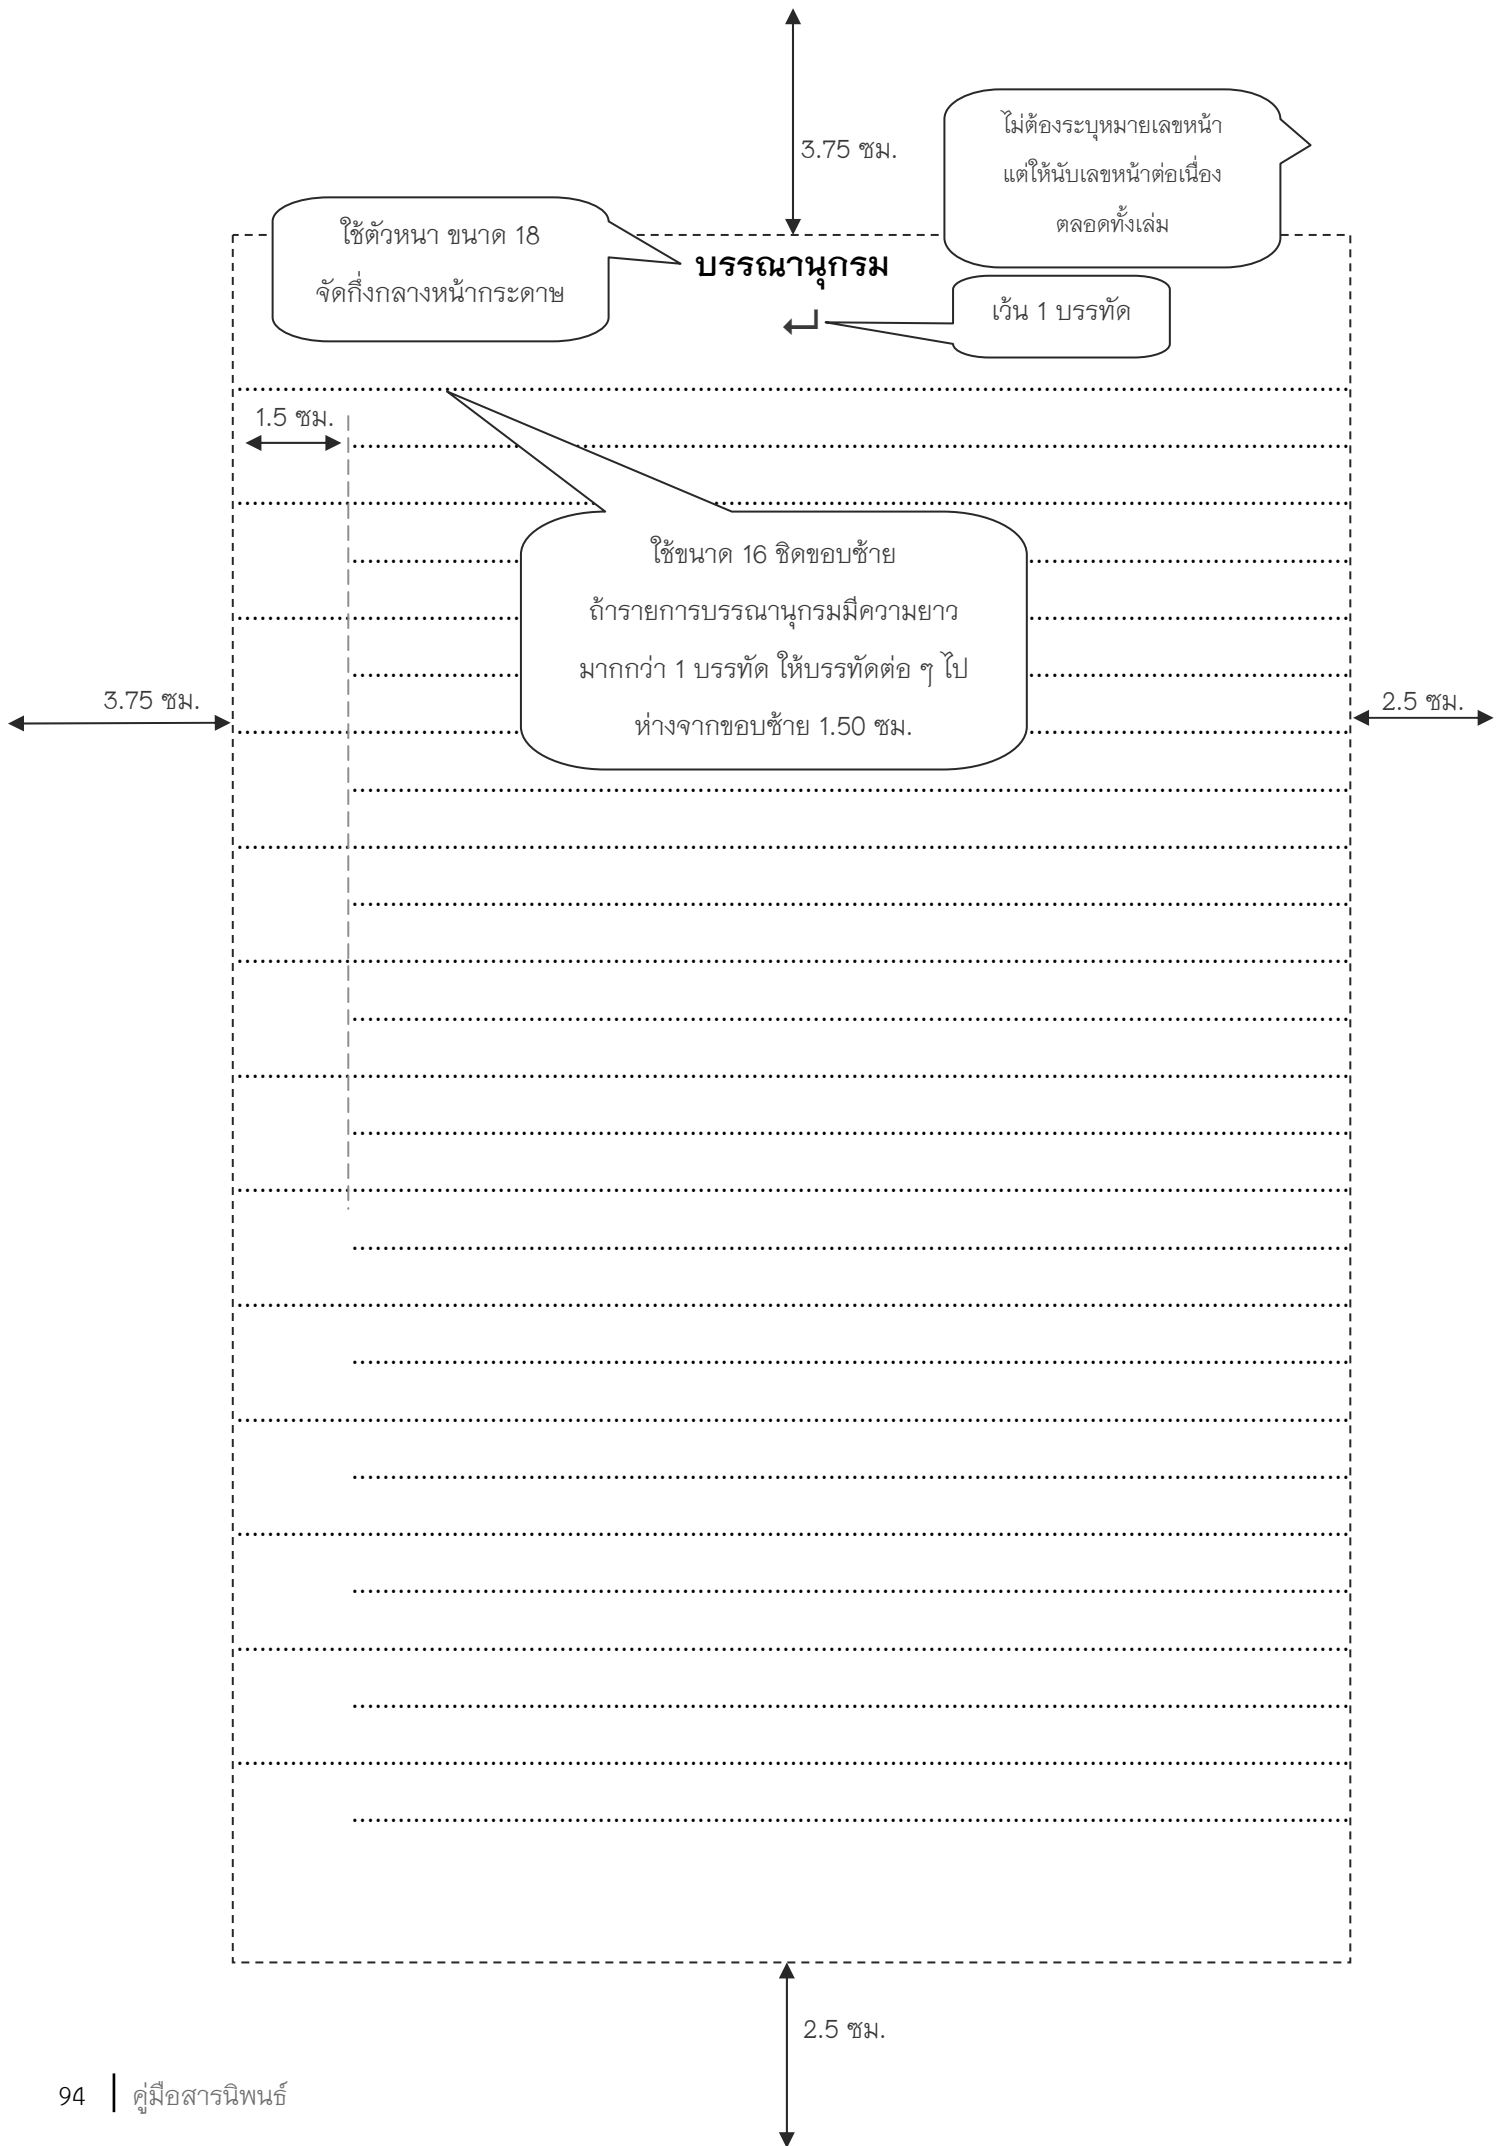 3.75 ซม.
ไม่ต้องระบุหมายเลขหน้า
แต่ให้นับเลขหน้าต่อเนื่อง
ตลอดทั้งเล่ม
ใช้ตัวหนา ขนาด 18
จัดกึ่งกลางหน้ากระดาษ
บรรณานุกรม
เว้น 1 บรรทัด
1.5 ซม.
ใช้ขนาด 16 ชิดขอบซ้าย
ถ้ารายการบรรณานุกรมมีความยาว
มากกว่า 1 บรรทัด ให้บรรทัดต่อ ๆ ไป
ห่างจากขอบซ้าย 1.50 ซม.
3.75 ซม.
2.5 ซม.
2.5 ซม.
94 คู่มือสารนิพนธ์